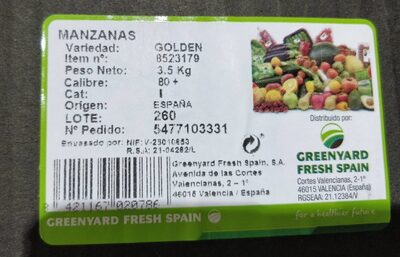 MANZANAS
Variedad: GOLDEN
Item nº: 8523179
Peso Neto: 3.5 Kg
Calibre: 80 +
Cat: I
Origen: ESPAÑA
LOTE: 260
Nº Pedido: 5477103331
Envasado por: NIF: V-23010853
R.S.A: 21-04282/L
Greenyard Fresh Spain, S.A.
Avenida de las Cortes
Valencianas, 2 - 1º
46015 Valencia / España
8 421167 020786
GREENYARD FRESH SPAIN
Distribuido por:
GREENYARD
FRESH SPAIN
Cortes Valencianas, 2-1º
46015 VALENCIA (España)
RGSEAA: 21.12384/V
for a healthier future